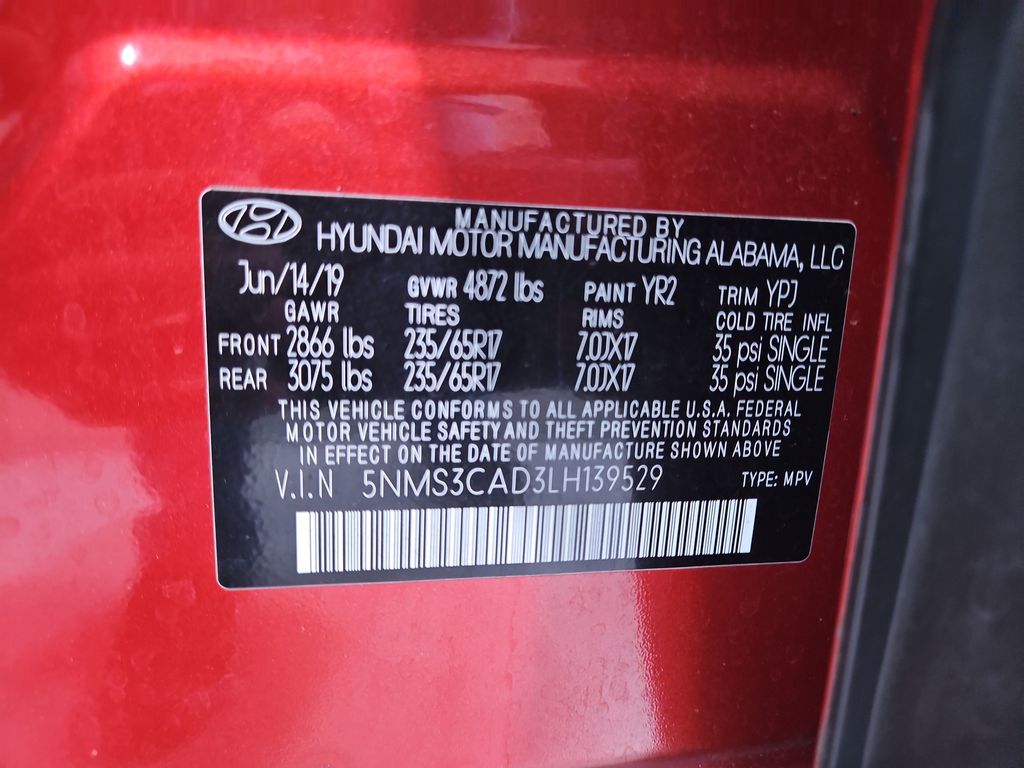 MANUFACTURED BY
HYUNDAI MOTOR MANUFACTURING ALABAMA, LLC
Jun/14/19 GVWR 4872 lbs PAINT YR2 TRIM YPJ
GAWR TIRES RIMS COLD TIRE INFL
FRONT 2866 lbs 235/65R17 7.0JX17 35 psi SINGLE
REAR 3075 lbs 235/65R17 7.0JX17 35 psi SINGLE
THIS VEHICLE CONFORMS TO ALL APPLICABLE U.S.A. FEDERAL
MOTOR VEHICLE SAFETY AND THEFT PREVENTION STANDARDS
IN EFFECT ON THE DATE OF MANUFACTURE SHOWN ABOVE
V.I.N 5NMS3CAD3LH139529 TYPE: MPV